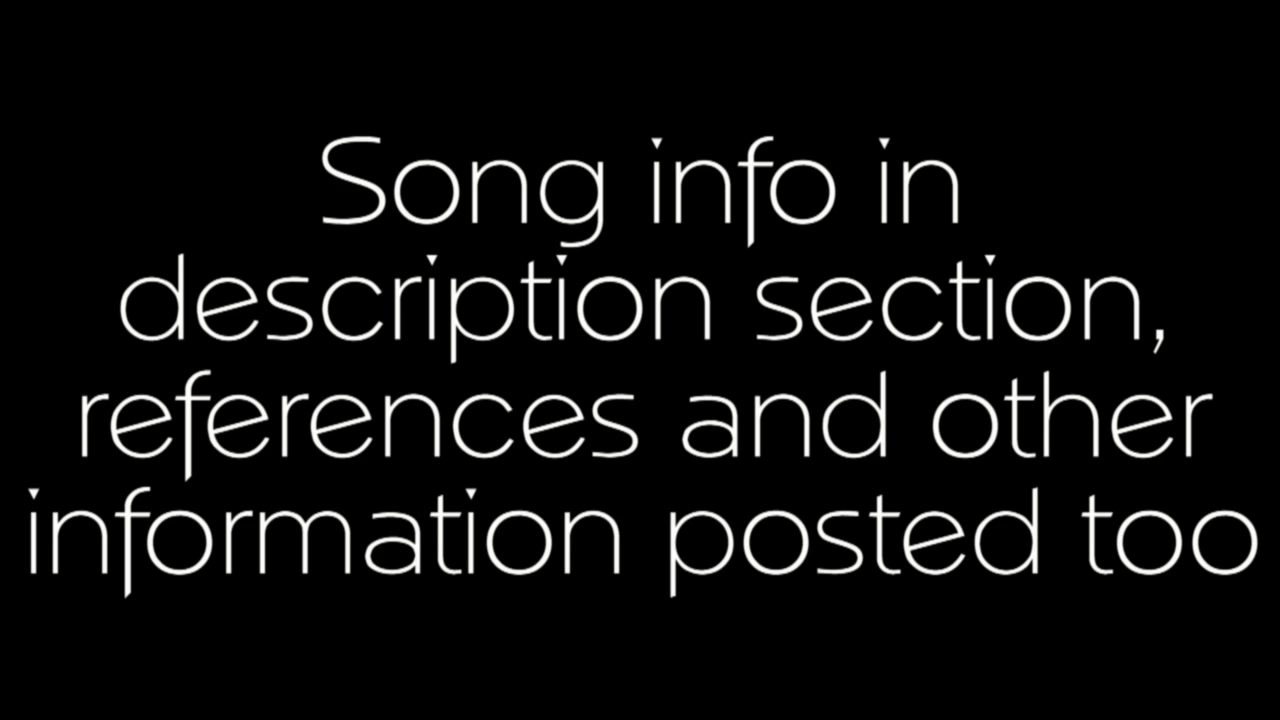 Song info in
description section,
references and other
information posted too